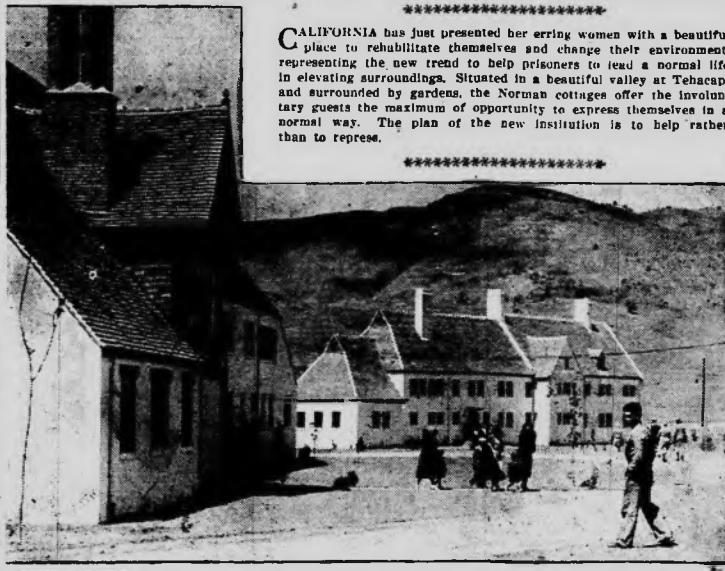 ********************************
CALIFORNIA has just presented her erring women with a beautifu
place to rehabilitate themselves and change their environment
representing the new trend to help prisoners to lead a normal life
in elevating surroundings. Situated in a beautiful valley at Tehacap
and surrounded by gardens, the Norman cottages offer the involun
tary guests the maximum of opportunity to express themselves in a
normal way. The plan of the new institution is to help rather
than to repress.
********************************